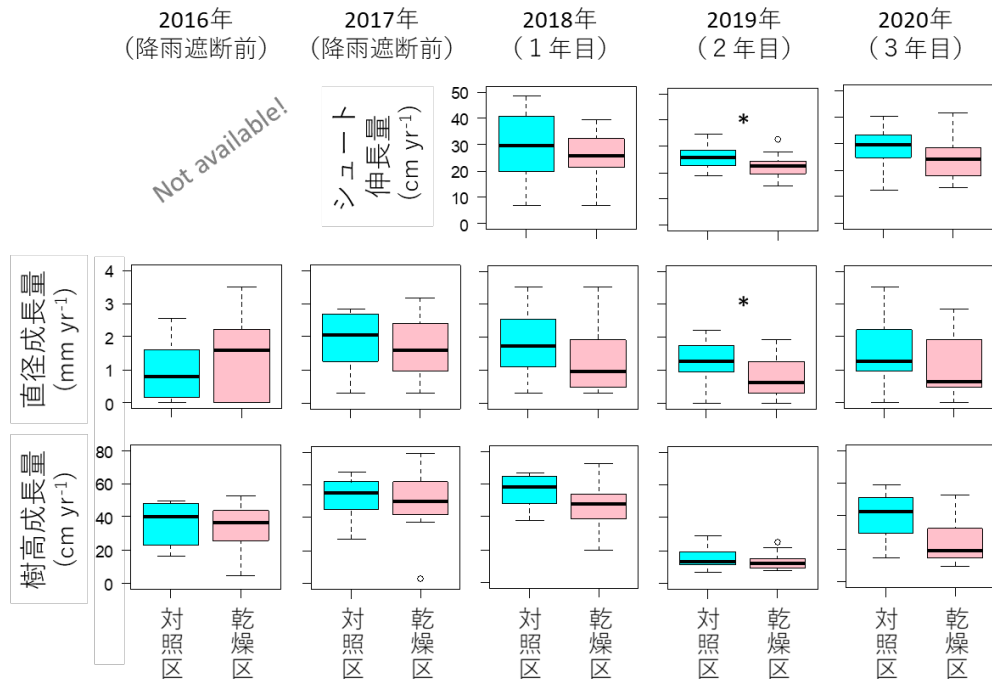 2016年
（降雨遮断前）
2017年
（降雨遮断前）
2018年
（１年目）
2019年
（２年目）
2020年
（３年目）
Not available!
シュート
伸長量
(cm yr-1)
50
40
30
20
10
0
*
直径成長量
(mm yr-1)
4
3
2
1
0
*
樹高成長量
(cm yr-1)
80
60
40
20
0
対照区
乾燥区
対照区
乾燥区
対照区
乾燥区
対照区
乾燥区
対照区
乾燥区